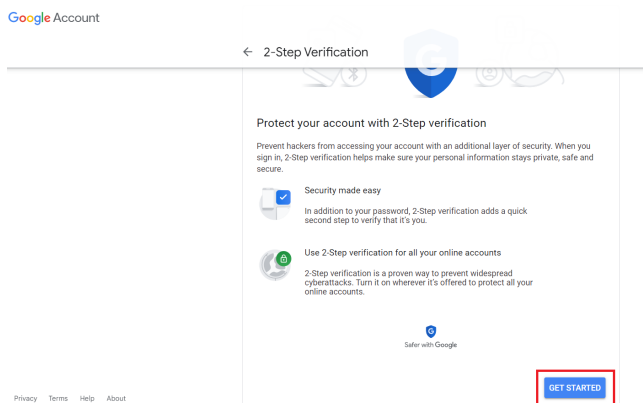 Google Account
← 2-Step Verification
Protect your account with 2-Step verification
Prevent hackers from accessing your account with an additional layer of security. When you
sign in, 2-Step verification helps make sure your personal information stays private, safe and
secure.
Security made easy
In addition to your password, 2-Step verification adds a quick
second step to verify that it's you.
Use 2-Step verification for all your online accounts
2-Step verification is a proven way to prevent widespread
cyberattacks. Turn it on wherever it's offered to protect all your
online accounts.
Safer with Google
GET STARTED
Privacy Terms Help About